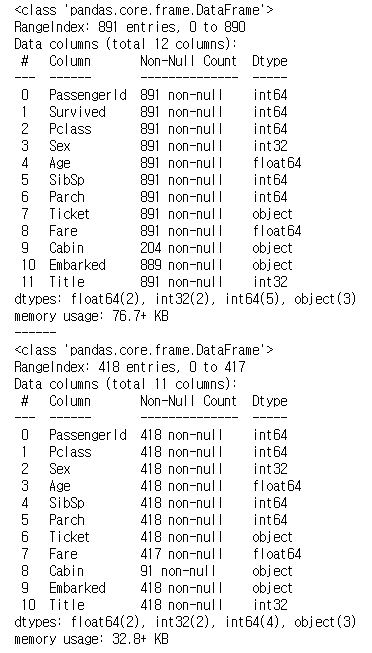 <class 'pandas.core.frame.DataFrame'>
RangeIndex: 891 entries, 0 to 890
Data columns (total 12 columns):
 #   Column       Non-Null Count  Dtype
---  ------       --------------  -----
 0   PassengerId  891 non-null    int64
 1   Survived     891 non-null    int64
 2   Pclass       891 non-null    int64
 3   Sex          891 non-null    int32
 4   Age          891 non-null    float64
 5   SibSp        891 non-null    int64
 6   Parch        891 non-null    int64
 7   Ticket       891 non-null    object
 8   Fare         891 non-null    float64
 9   Cabin        204 non-null    object
 10  Embarked     889 non-null    object
 11  Title        891 non-null    int32
dtypes: float64(2), int32(2), int64(5), object(3)
memory usage: 76.7+ KB
------
<class 'pandas.core.frame.DataFrame'>
RangeIndex: 418 entries, 0 to 417
Data columns (total 11 columns):
 #   Column       Non-Null Count  Dtype
---  ------       --------------  -----
 0   PassengerId  418 non-null    int64
 1   Pclass       418 non-null    int64
 2   Sex          418 non-null    int32
 3   Age          418 non-null    float64
 4   SibSp        418 non-null    int64
 5   Parch        418 non-null    int64
 6   Ticket       418 non-null    object
 7   Fare         417 non-null    float64
 8   Cabin        91 non-null     object
 9   Embarked     418 non-null    object
 10  Title        418 non-null    int32
dtypes: float64(2), int32(2), int64(4), object(3)
memory usage: 32.8+ KB